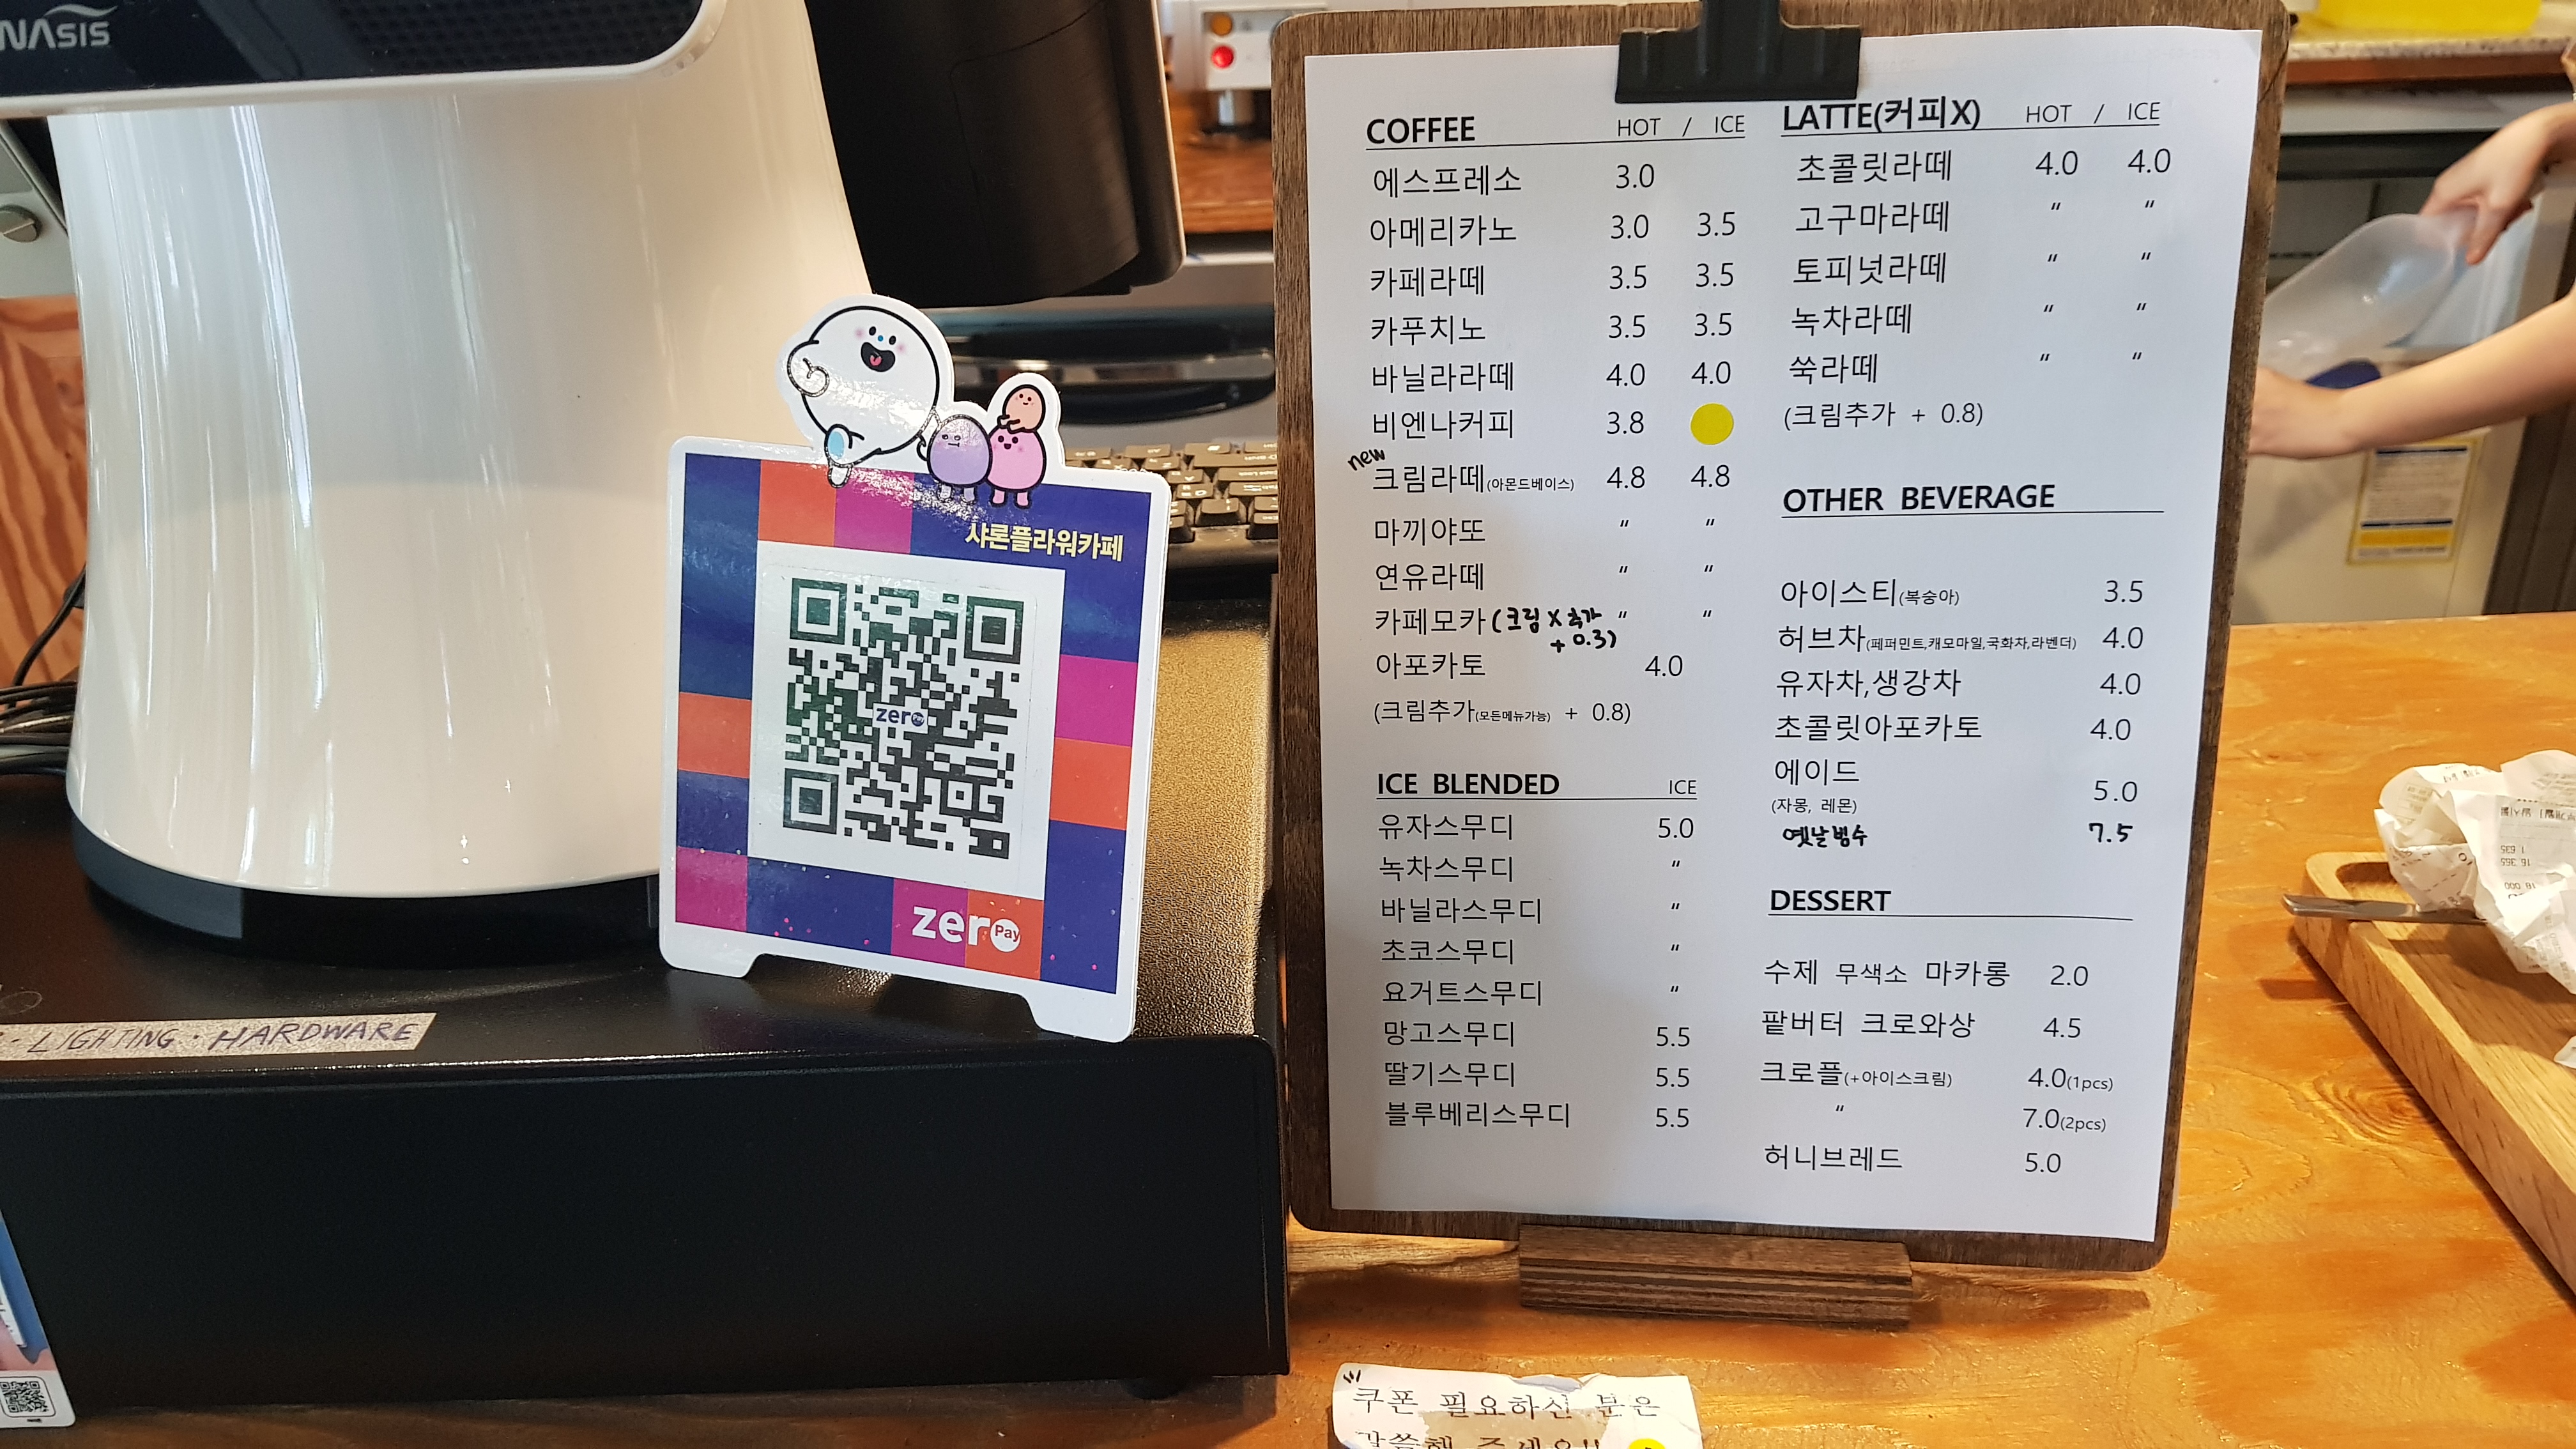 NASIS
샤론플라워카페
zero
zero Pay
LIGHTING · HARDWARE
COFFEE HOT / ICE
에스프레소 3.0
아메리카노 3.0 3.5
카페라떼 3.5 3.5
카푸치노 3.5 3.5
바닐라라떼 4.0 4.0
비엔나커피 3.8
new
크림라떼(아몬드베이스) 4.8 4.8
마끼야또 " "
연유라떼 " "
카페모카 (크림 X 추가 " "
+ 0.3)
아포카토 4.0
(크림추가(모든메뉴가능) + 0.8)
ICE BLENDED ICE
유자스무디 5.0
녹차스무디 "
바닐라스무디 "
초코스무디 "
요거트스무디 "
망고스무디 5.5
딸기스무디 5.5
블루베리스무디 5.5
LATTE(커피X) HOT / ICE
초콜릿라떼 4.0 4.0
고구마라떼 " "
토피넛라떼 " "
녹차라떼 " "
쑥라떼 " "
(크림추가 + 0.8)
OTHER BEVERAGE
아이스티(복숭아) 3.5
허브차(페퍼민트,캐모마일,국화차,라벤더) 4.0
유자차,생강차 4.0
초콜릿아포카토 4.0
에이드 5.0
(자몽, 레몬)
옛날빙수 7.5
DESSERT
수제 무색소 마카롱 2.0
팥버터 크로와상 4.5
크로플(+아이스크림) 4.0(1pcs)
" 7.0(2pcs)
허니브레드 5.0
쿠폰 필요하신 분은
말씀해 주세요!!